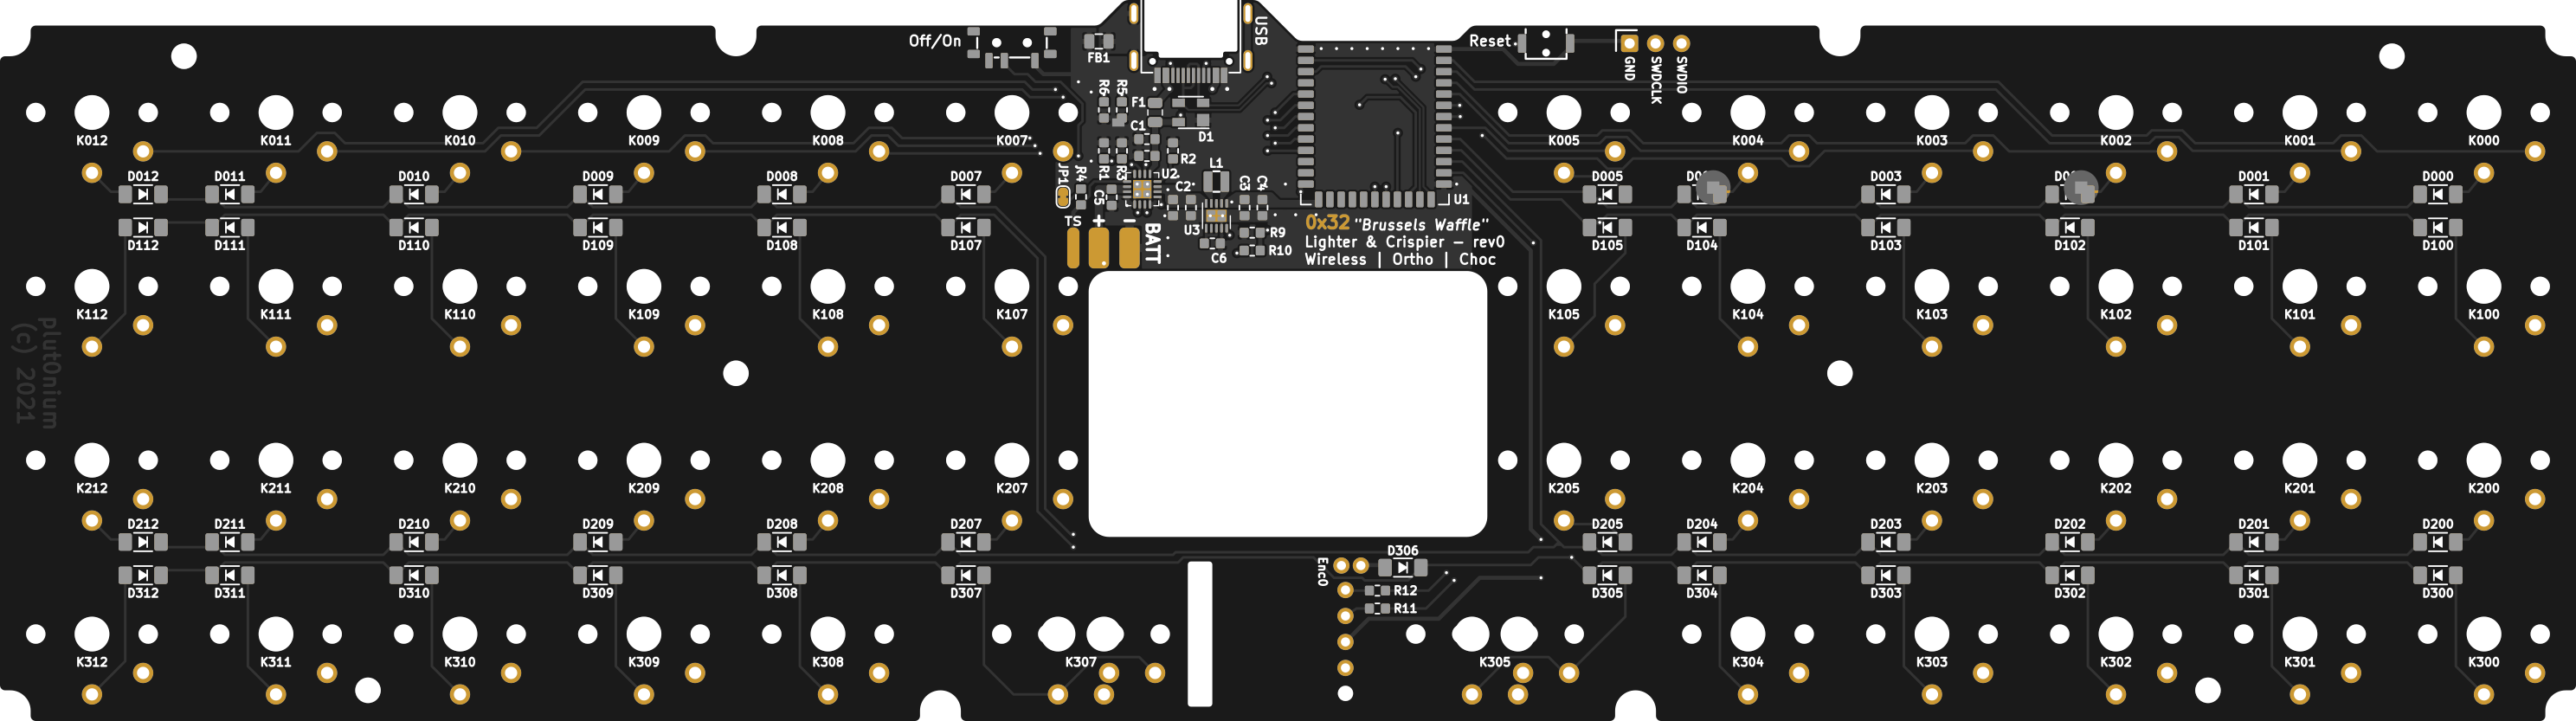 Off/On
FB1
USB
Reset
GND
SWDCLK
SWDIO
R6
R5
F1
D1
C1
K012
K011
K010
K009
K008
K007
K005
K004
K003
K002
K001
K000
R2
L1
JP1
R4
R1
R3
U2
C2
C5
C3
C4
U1
D012
D011
D010
D009
D008
D007
D005
D003
D001
D000
TS
+
−
BATT
U3
R9
R10
C6
0x32 "Brussels Waffle"
Lighter & Crispier – rev0
Wireless | Ortho | Choc
D112
D111
D110
D109
D108
D107
D105
D104
D103
D102
D101
D100
K112
K111
K110
K109
K108
K107
K105
K104
K103
K102
K101
K100
plut0nium
(c) 2021
K212
K211
K210
K209
K208
K207
K205
K204
K203
K202
K201
K200
D212
D211
D210
D209
D208
D207
D205
D204
D203
D202
D201
D200
Enc0
D306
R12
R11
D312
D311
D310
D309
D308
D307
D305
D304
D303
D302
D301
D300
K312
K311
K310
K309
K308
K307
K305
K304
K303
K302
K301
K300